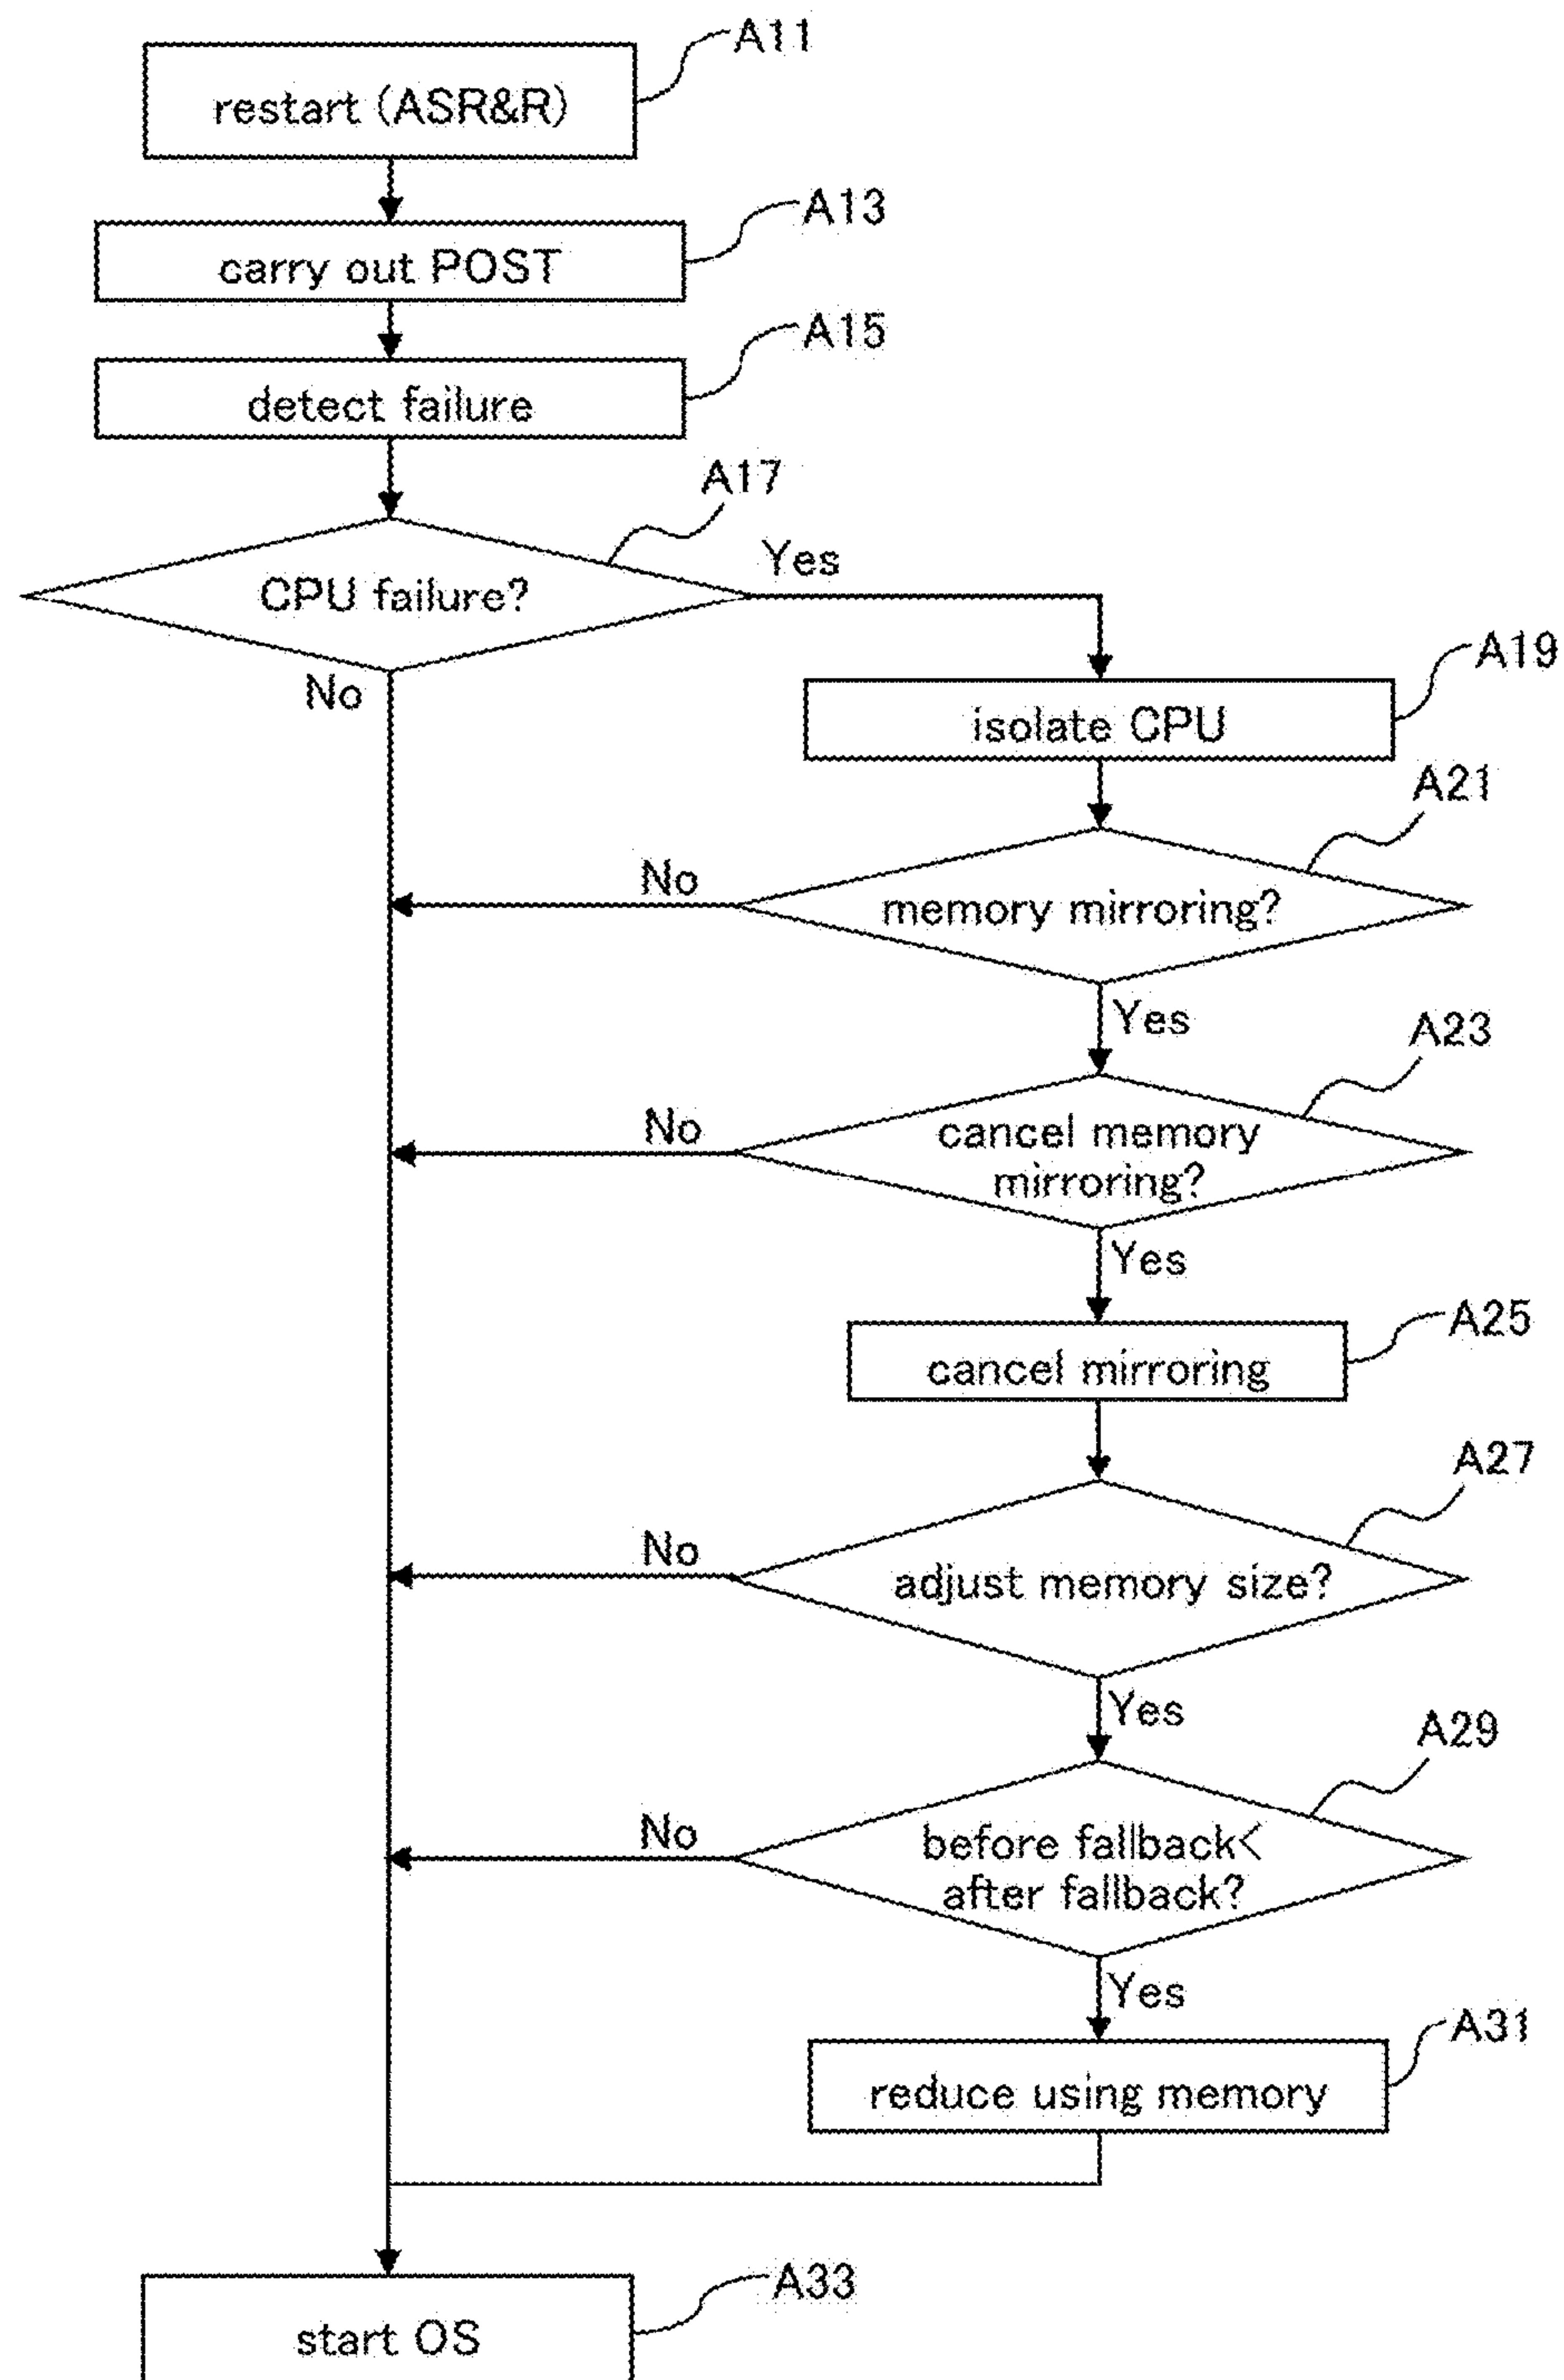 A11
restart (ASR&R)
A13
carry out POST
A15
detect failure
A17
CPU failure?
Yes
No
A19
isolate CPU
A21
memory mirroring?
No
Yes
A23
cancel memory
mirroring?
No
Yes
A25
cancel mirroring
A27
adjust memory size?
No
Yes
A29
before fallback<
after fallback?
No
Yes
A31
reduce using memory
A33
start OS